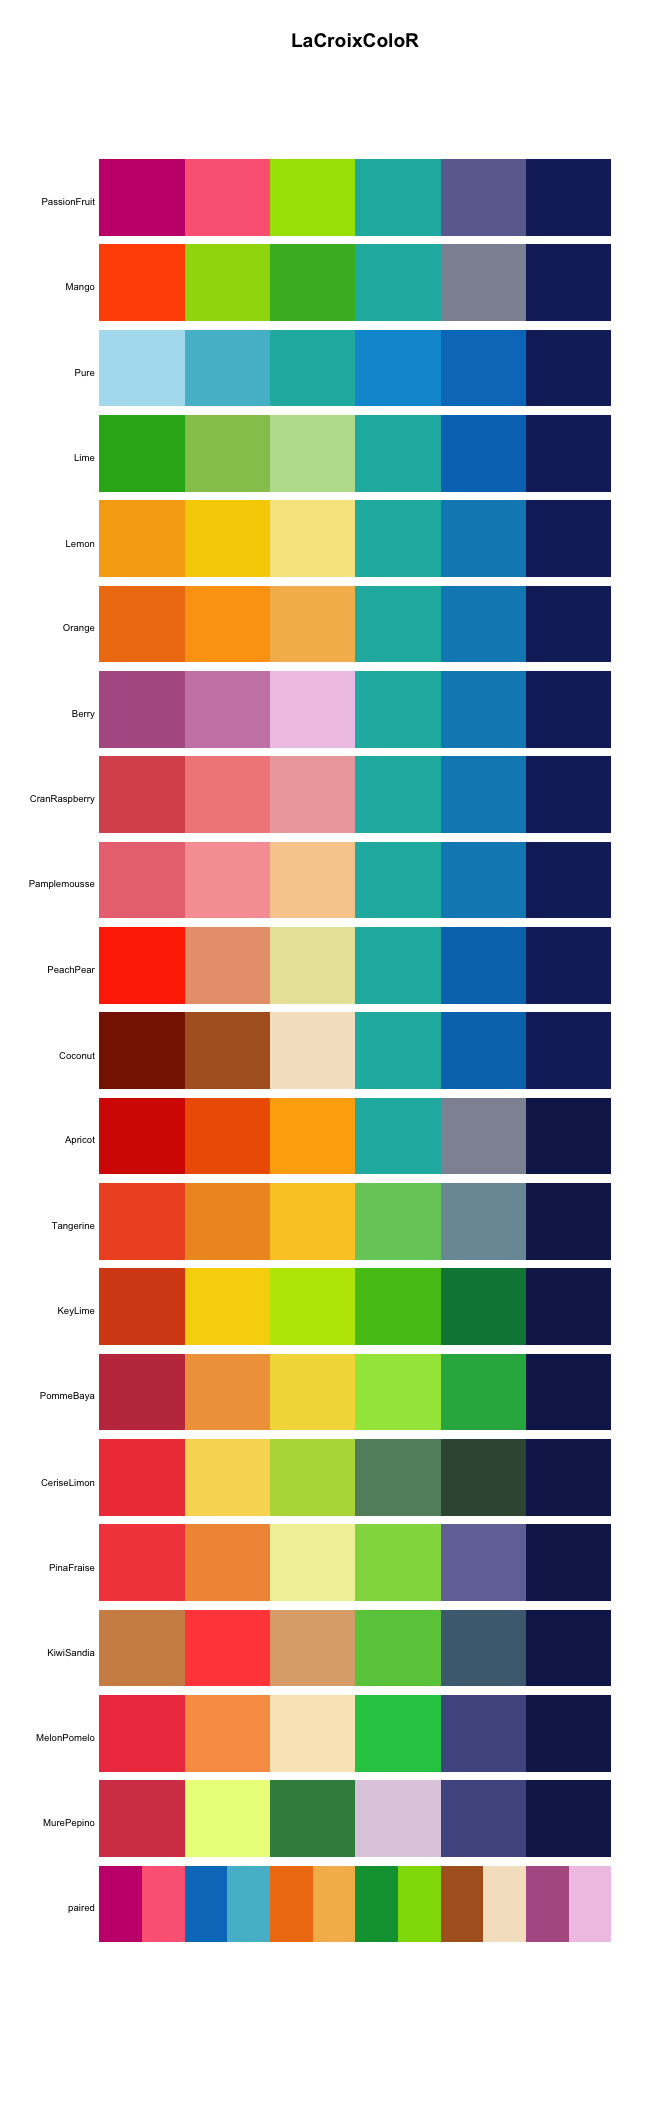 LaCroixColoR
PassionFruit
Mango
Pure
Lime
Lemon
Orange
Berry
CranRaspberry
Pamplemousse
PeachPear
Coconut
Apricot
Tangerine
KeyLime
PommeBaya
CeriseLimon
PinaFraise
KiwiSandia
MelonPomelo
MurePepino
paired